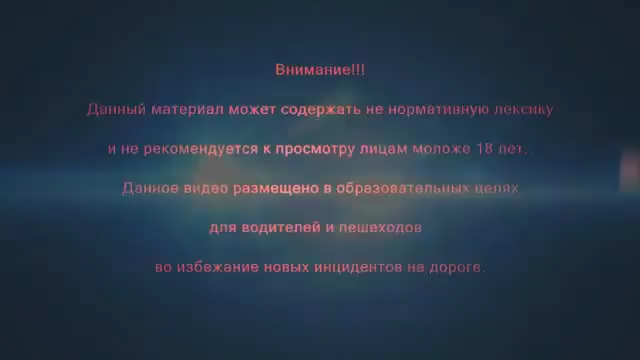 Внимание!!!
Данный материал может содержать не нормативную лексику
и не рекомендуется к просмотру лицам моложе 18 лет.
Данное видео размещено в образовательных целях
для водителей и пешеходов
во избежание новых инцидентов на дороге.